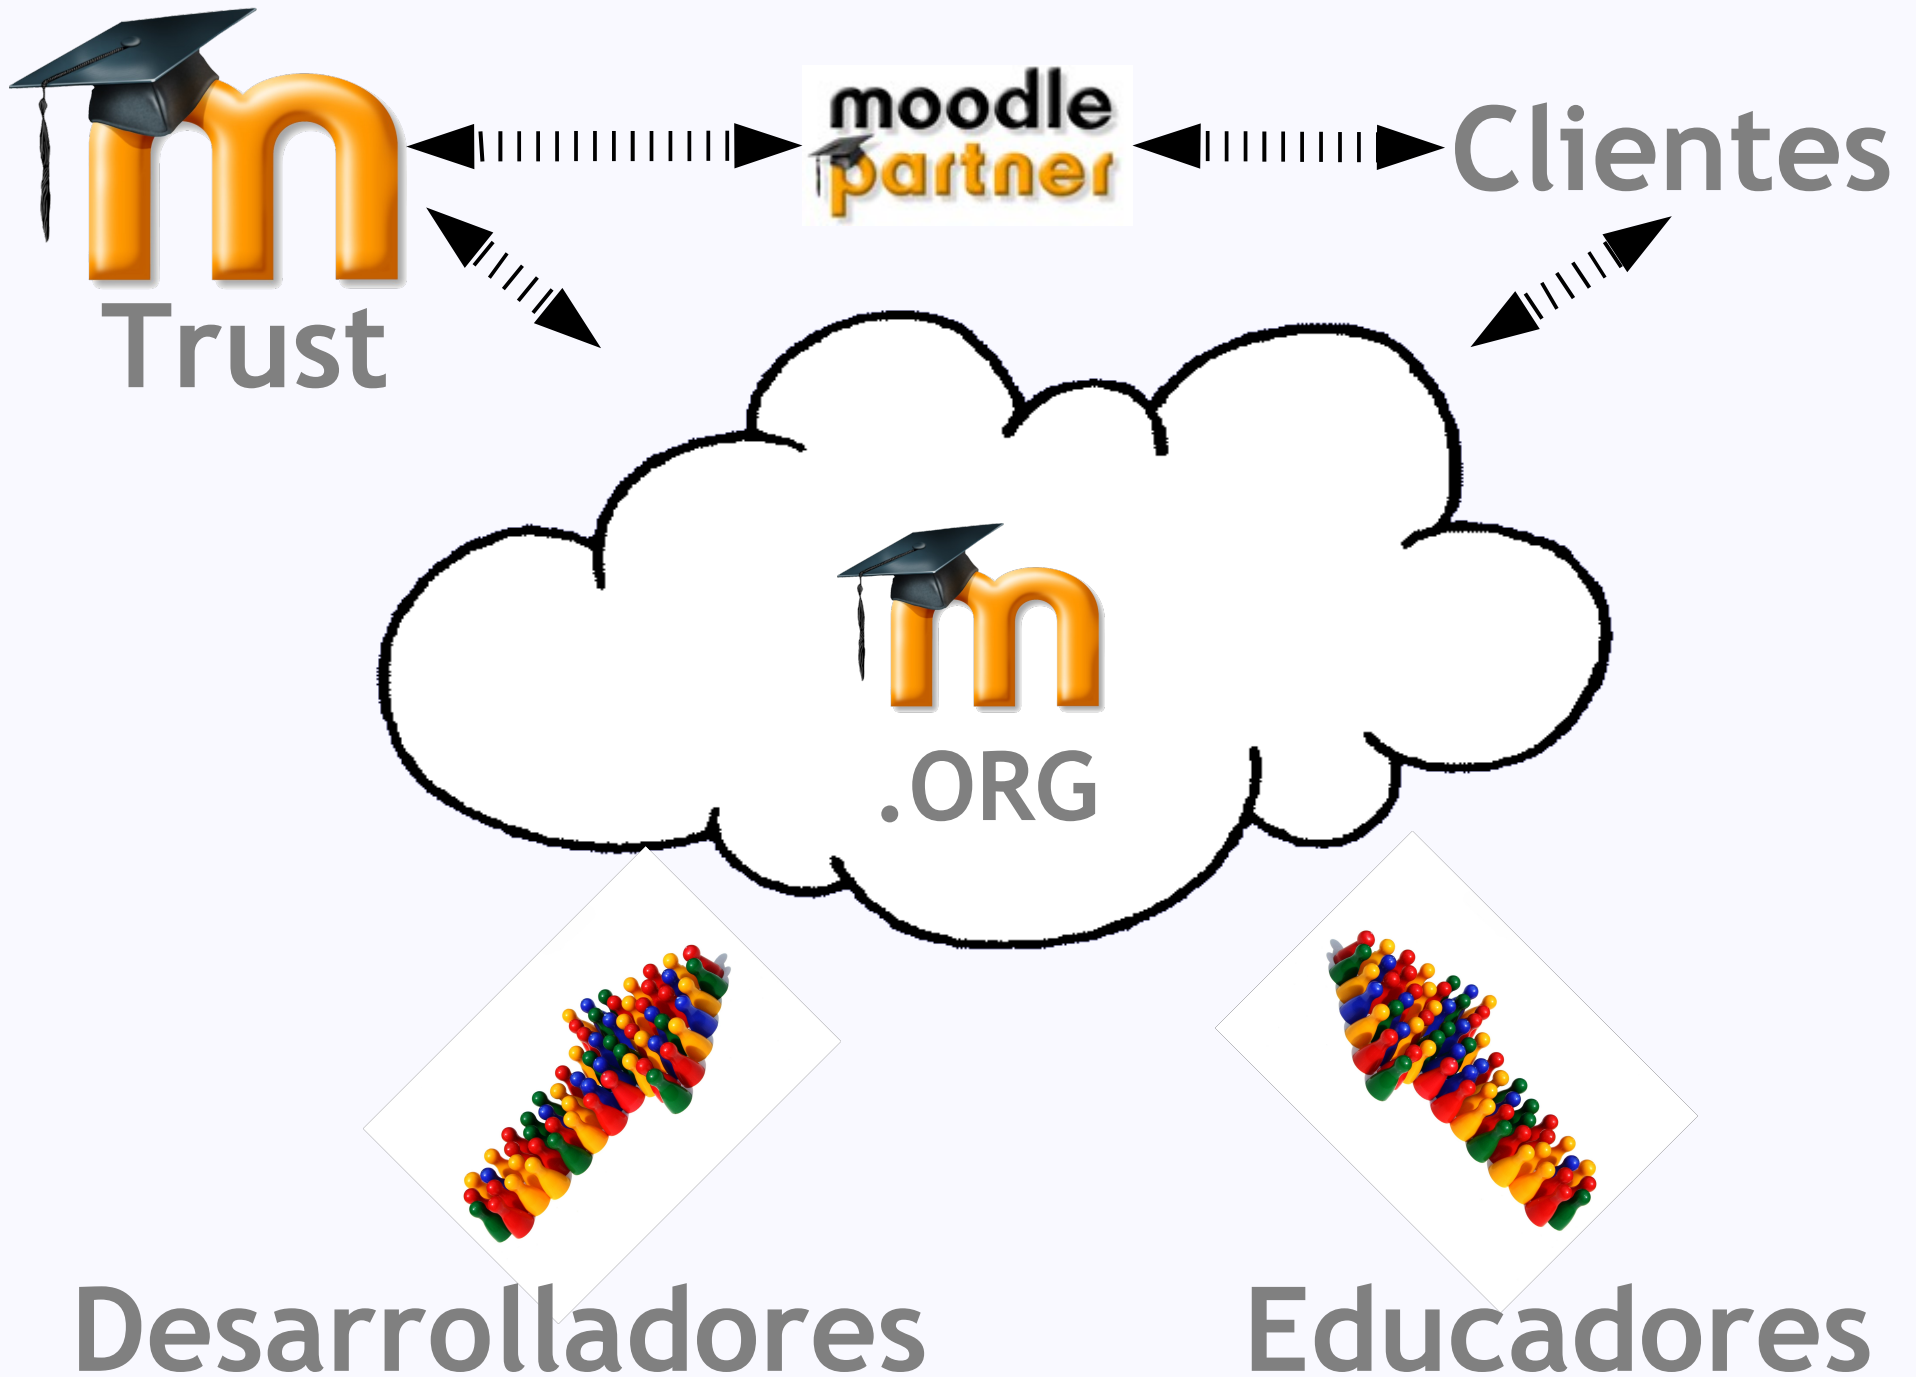 moodle
partner
Clientes
m
Trust
m
.ORG
Desarrolladores
Educadores